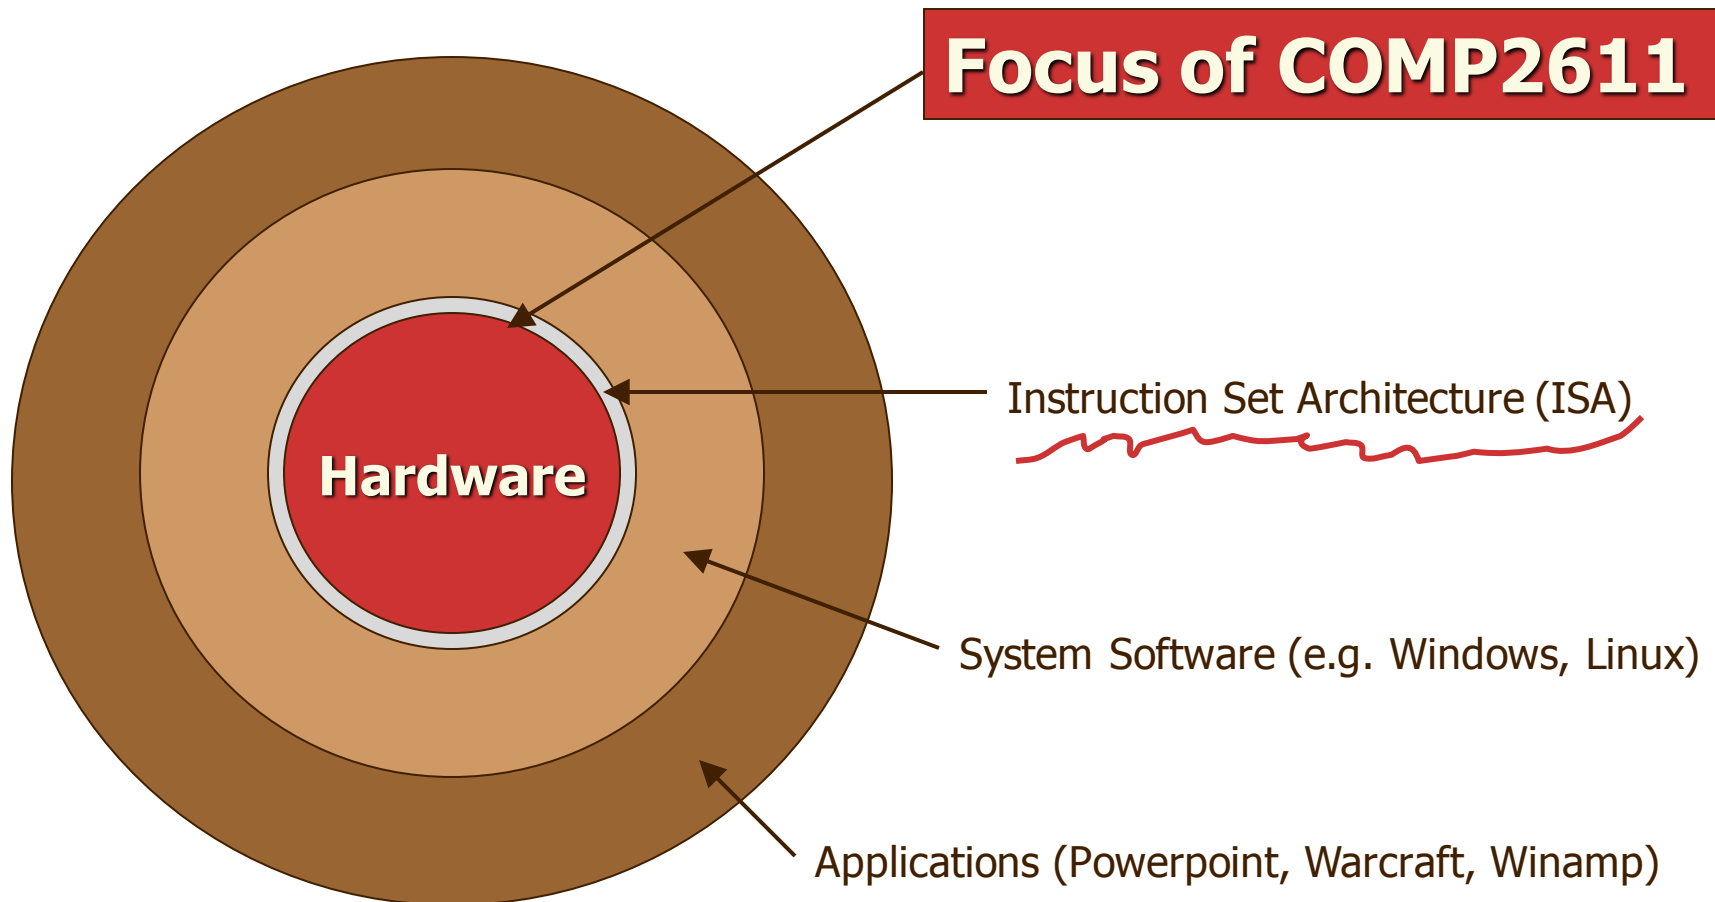 Focus of COMP2611
Instruction Set Architecture (ISA)
Hardware
System Software (e.g. Windows, Linux)
Applications (Powerpoint, Warcraft, Winamp)